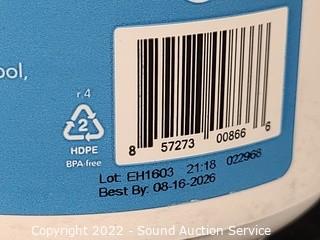 ool,
r.4
2
HDPE
BPA-free
8 57273 00866 6
Lot: EH1603 21:18 022968
Best By: 08-16-2026
Copyright 2022 - Sound Auction Service